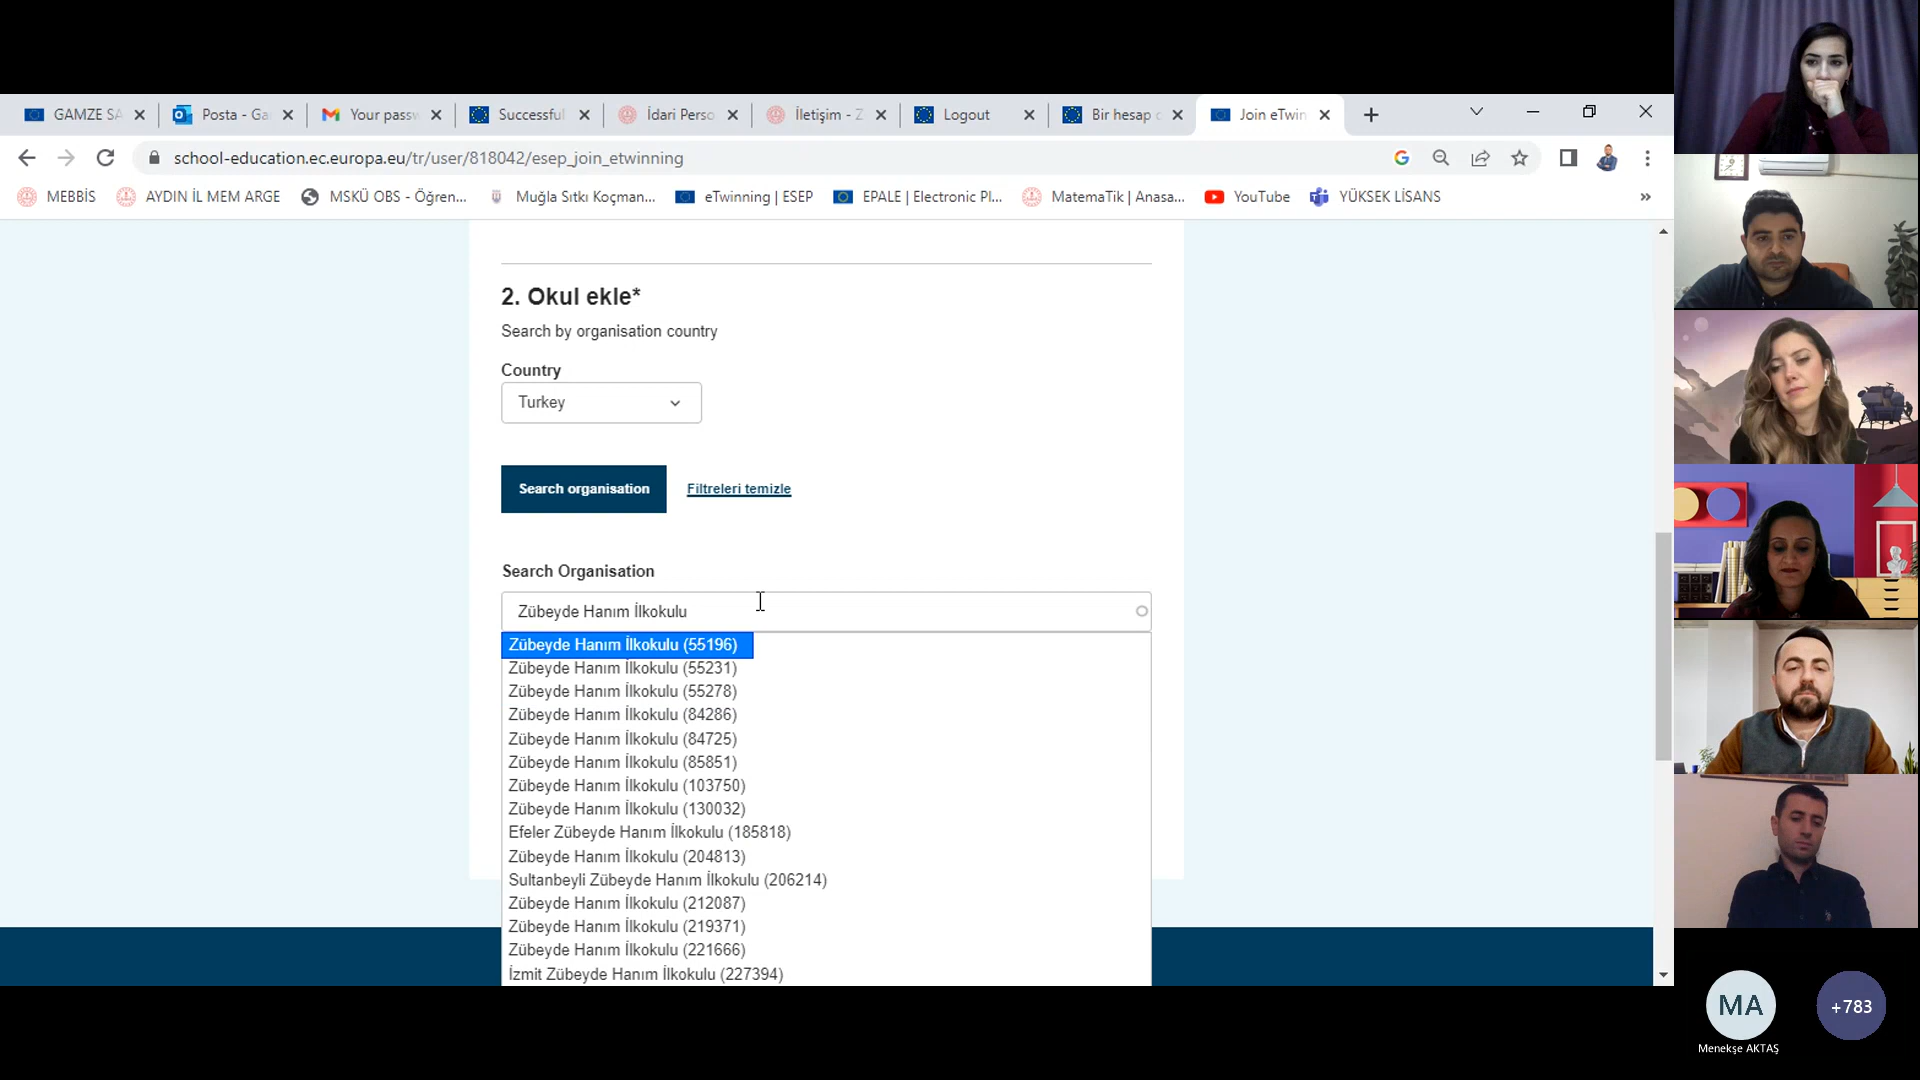 GAMZE SA
Posta - Ga
Your passw
Successful
İdari Perso
İletişim - Z
Logout
Bir hesap o
Join eTwin
school-education.ec.europa.eu/tr/user/818042/esep_join_etwinning
MEBBİS
AYDIN İL MEM ARGE
MSKÜ OBS - Öğren...
Muğla Sıtkı Koçman...
eTwinning | ESEP
EPALE | Electronic Pl...
MatemaTik | Anasa...
YouTube
YÜKSEK LİSANS
»
2. Okul ekle*
Search by organisation country
Country
Turkey
Search organisation
Filtreleri temizle
Search Organisation
Zübeyde Hanım İlkokulu
Zübeyde Hanım İlkokulu (55196)
Zübeyde Hanım İlkokulu (55231)
Zübeyde Hanım İlkokulu (55278)
Zübeyde Hanım İlkokulu (84286)
Zübeyde Hanım İlkokulu (84725)
Zübeyde Hanım İlkokulu (85851)
Zübeyde Hanım İlkokulu (103750)
Zübeyde Hanım İlkokulu (130032)
Efeler Zübeyde Hanım İlkokulu (185818)
Zübeyde Hanım İlkokulu (204813)
Sultanbeyli Zübeyde Hanım İlkokulu (206214)
Zübeyde Hanım İlkokulu (212087)
Zübeyde Hanım İlkokulu (219371)
Zübeyde Hanım İlkokulu (221666)
İzmit Zübeyde Hanım İlkokulu (227394)
MA
+783
Menekşe AKTAŞ